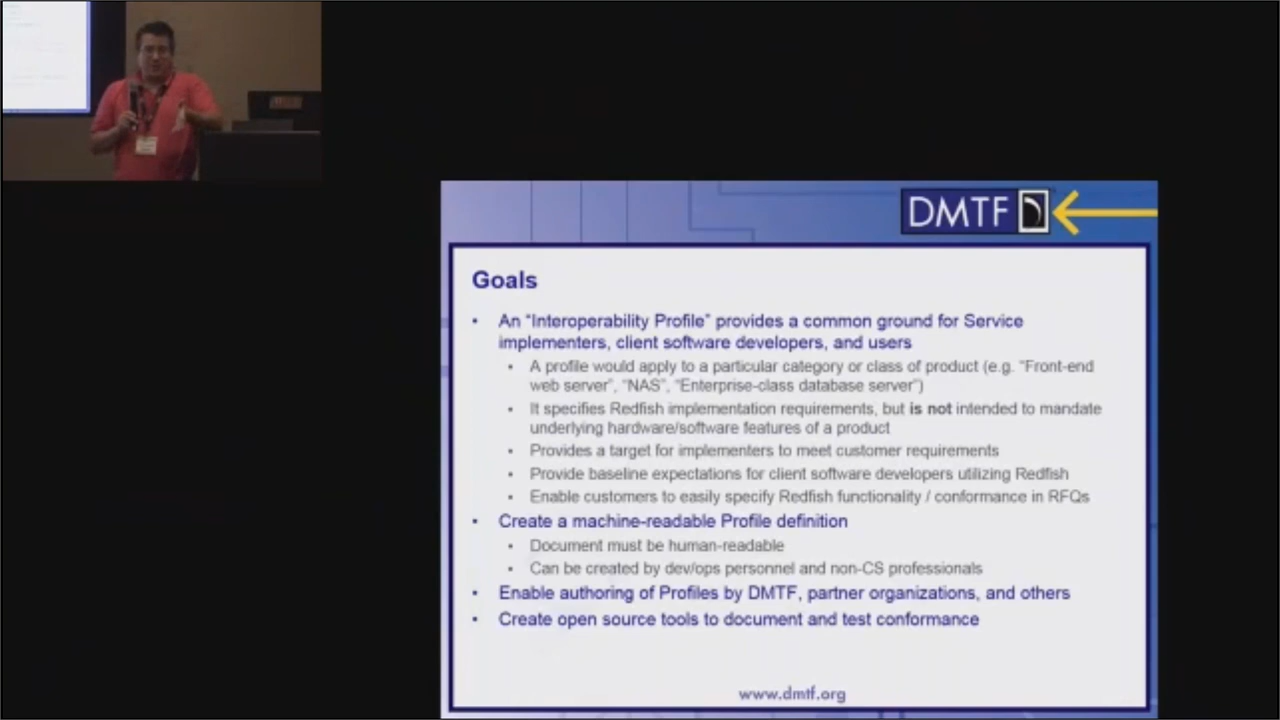 DMTF
Goals
• An “Interoperability Profile” provides a common ground for Service
implementers, client software developers, and users
• A profile would apply to a particular category or class of product (e.g. “Front-end
web server”, “NAS”, “Enterprise-class database server”)
• It specifies Redfish implementation requirements, but is not intended to mandate
underlying hardware/software features of a product
• Provides a target for implementers to meet customer requirements
• Provide baseline expectations for client software developers utilizing Redfish
• Enable customers to easily specify Redfish functionality / conformance in RFQs
• Create a machine-readable Profile definition
• Document must be human-readable
• Can be created by dev/ops personnel and non-CS professionals
• Enable authoring of Profiles by DMTF, partner organizations, and others
• Create open source tools to document and test conformance
www.dmtf.org